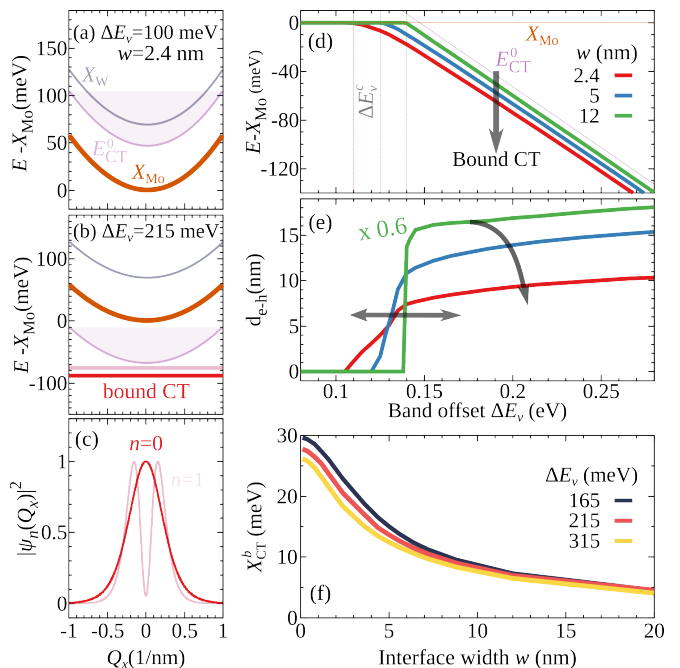 (a) ΔE_v=100 meV
w=2.4 nm
X_W
E⁰_CT
X_Mo
E -X_Mo(meV)
150
100
50
0
(b) ΔE_v=215 meV
bound CT
E -X_Mo(meV)
100
0
-100
(c)
n=0
n=1
|ψ_n(Q_x)|²
1
0.5
0
-1 -0.5 0 0.5 1
Q_x(1/nm)
(d)
X_Mo
E⁰_CT
w (nm)
2.4
5
12
ΔE_v^c
Bound CT
E-X_Mo (meV)
0
-40
-80
-120
(e)
x 0.6
d_e-h(nm)
15
10
5
0
0.1 0.15 0.2 0.25
Band offset ΔE_v (eV)
ΔE_v (meV)
165
215
315
(f)
X^b_CT (meV)
30
20
10
0
0 5 10 15 20
Interface width w (nm)